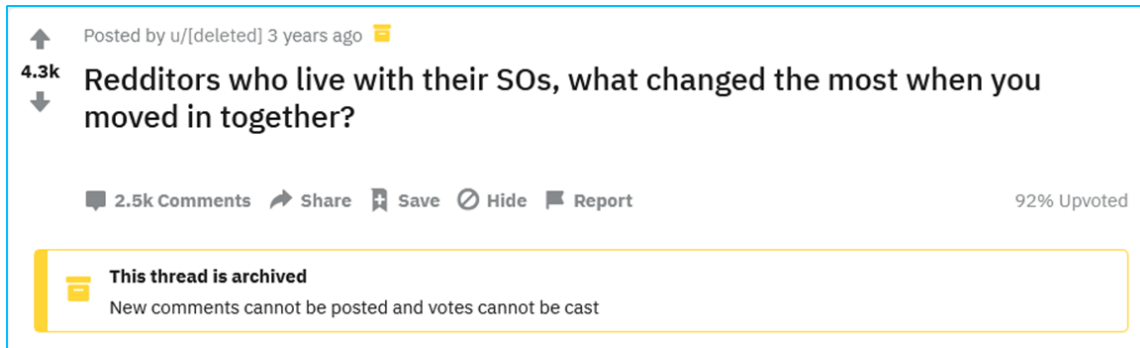 Posted by u/[deleted] 3 years ago
4.3k
Redditors who live with their SOs, what changed the most when you
moved in together?
2.5k Comments Share Save Hide Report 92% Upvoted
This thread is archived
New comments cannot be posted and votes cannot be cast